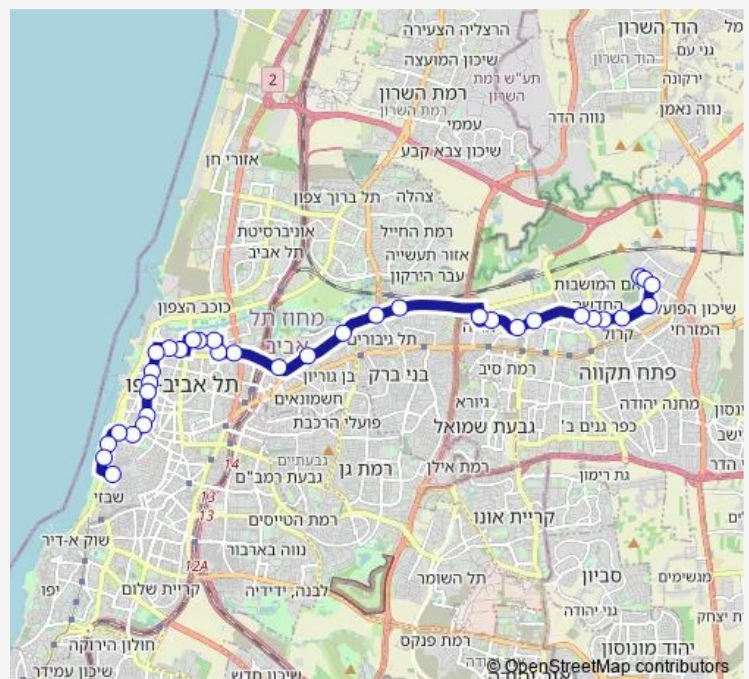 הרצליה הצעירה
הוד השרון
גני עם
שיכון המועצה
הוד השרון
2
תע"ש רמת
השרון
ירקונה
רמת השרון
רמת השרון
נווה נאמן
נווה הדר
עממי
שיכון צבא קבע
אזורי חן
צהלה
תל ברוך צפון
אוניברסיטת
תל אביב
רמת החייל
אזור תעשייה
עבר הירקון
אם המושבות
החדשה
כוכב הצפון
מחוז תל
אביב
שיכון הפועל
המזרחי
קרול
תל גיבורים
פתח תקווה
רמת סיב
בן גוריון
בני ברק
תל אביב-יפו
חשמונאים
מחנה יהודה
גיורא
פועלי הרכבת
כפר גנים ב'
גבעת שמואל
גבעתיים
14
רמת אילן
רמת גן
גבעת רמב"ם
גת רימון
שבזי
13
13
קריית אונו
רמת הטייסים
שוק א-דיר
נווה בארבור
12A
תל השומר
סביון
מגשימים
יפו
קריית שלום
לבנה, ידידיה
גני יהודה
רמת פנקס
חולון הירוקה
יהוד מונוסון
שיכון עמידר
© OpenStreetMap contributors